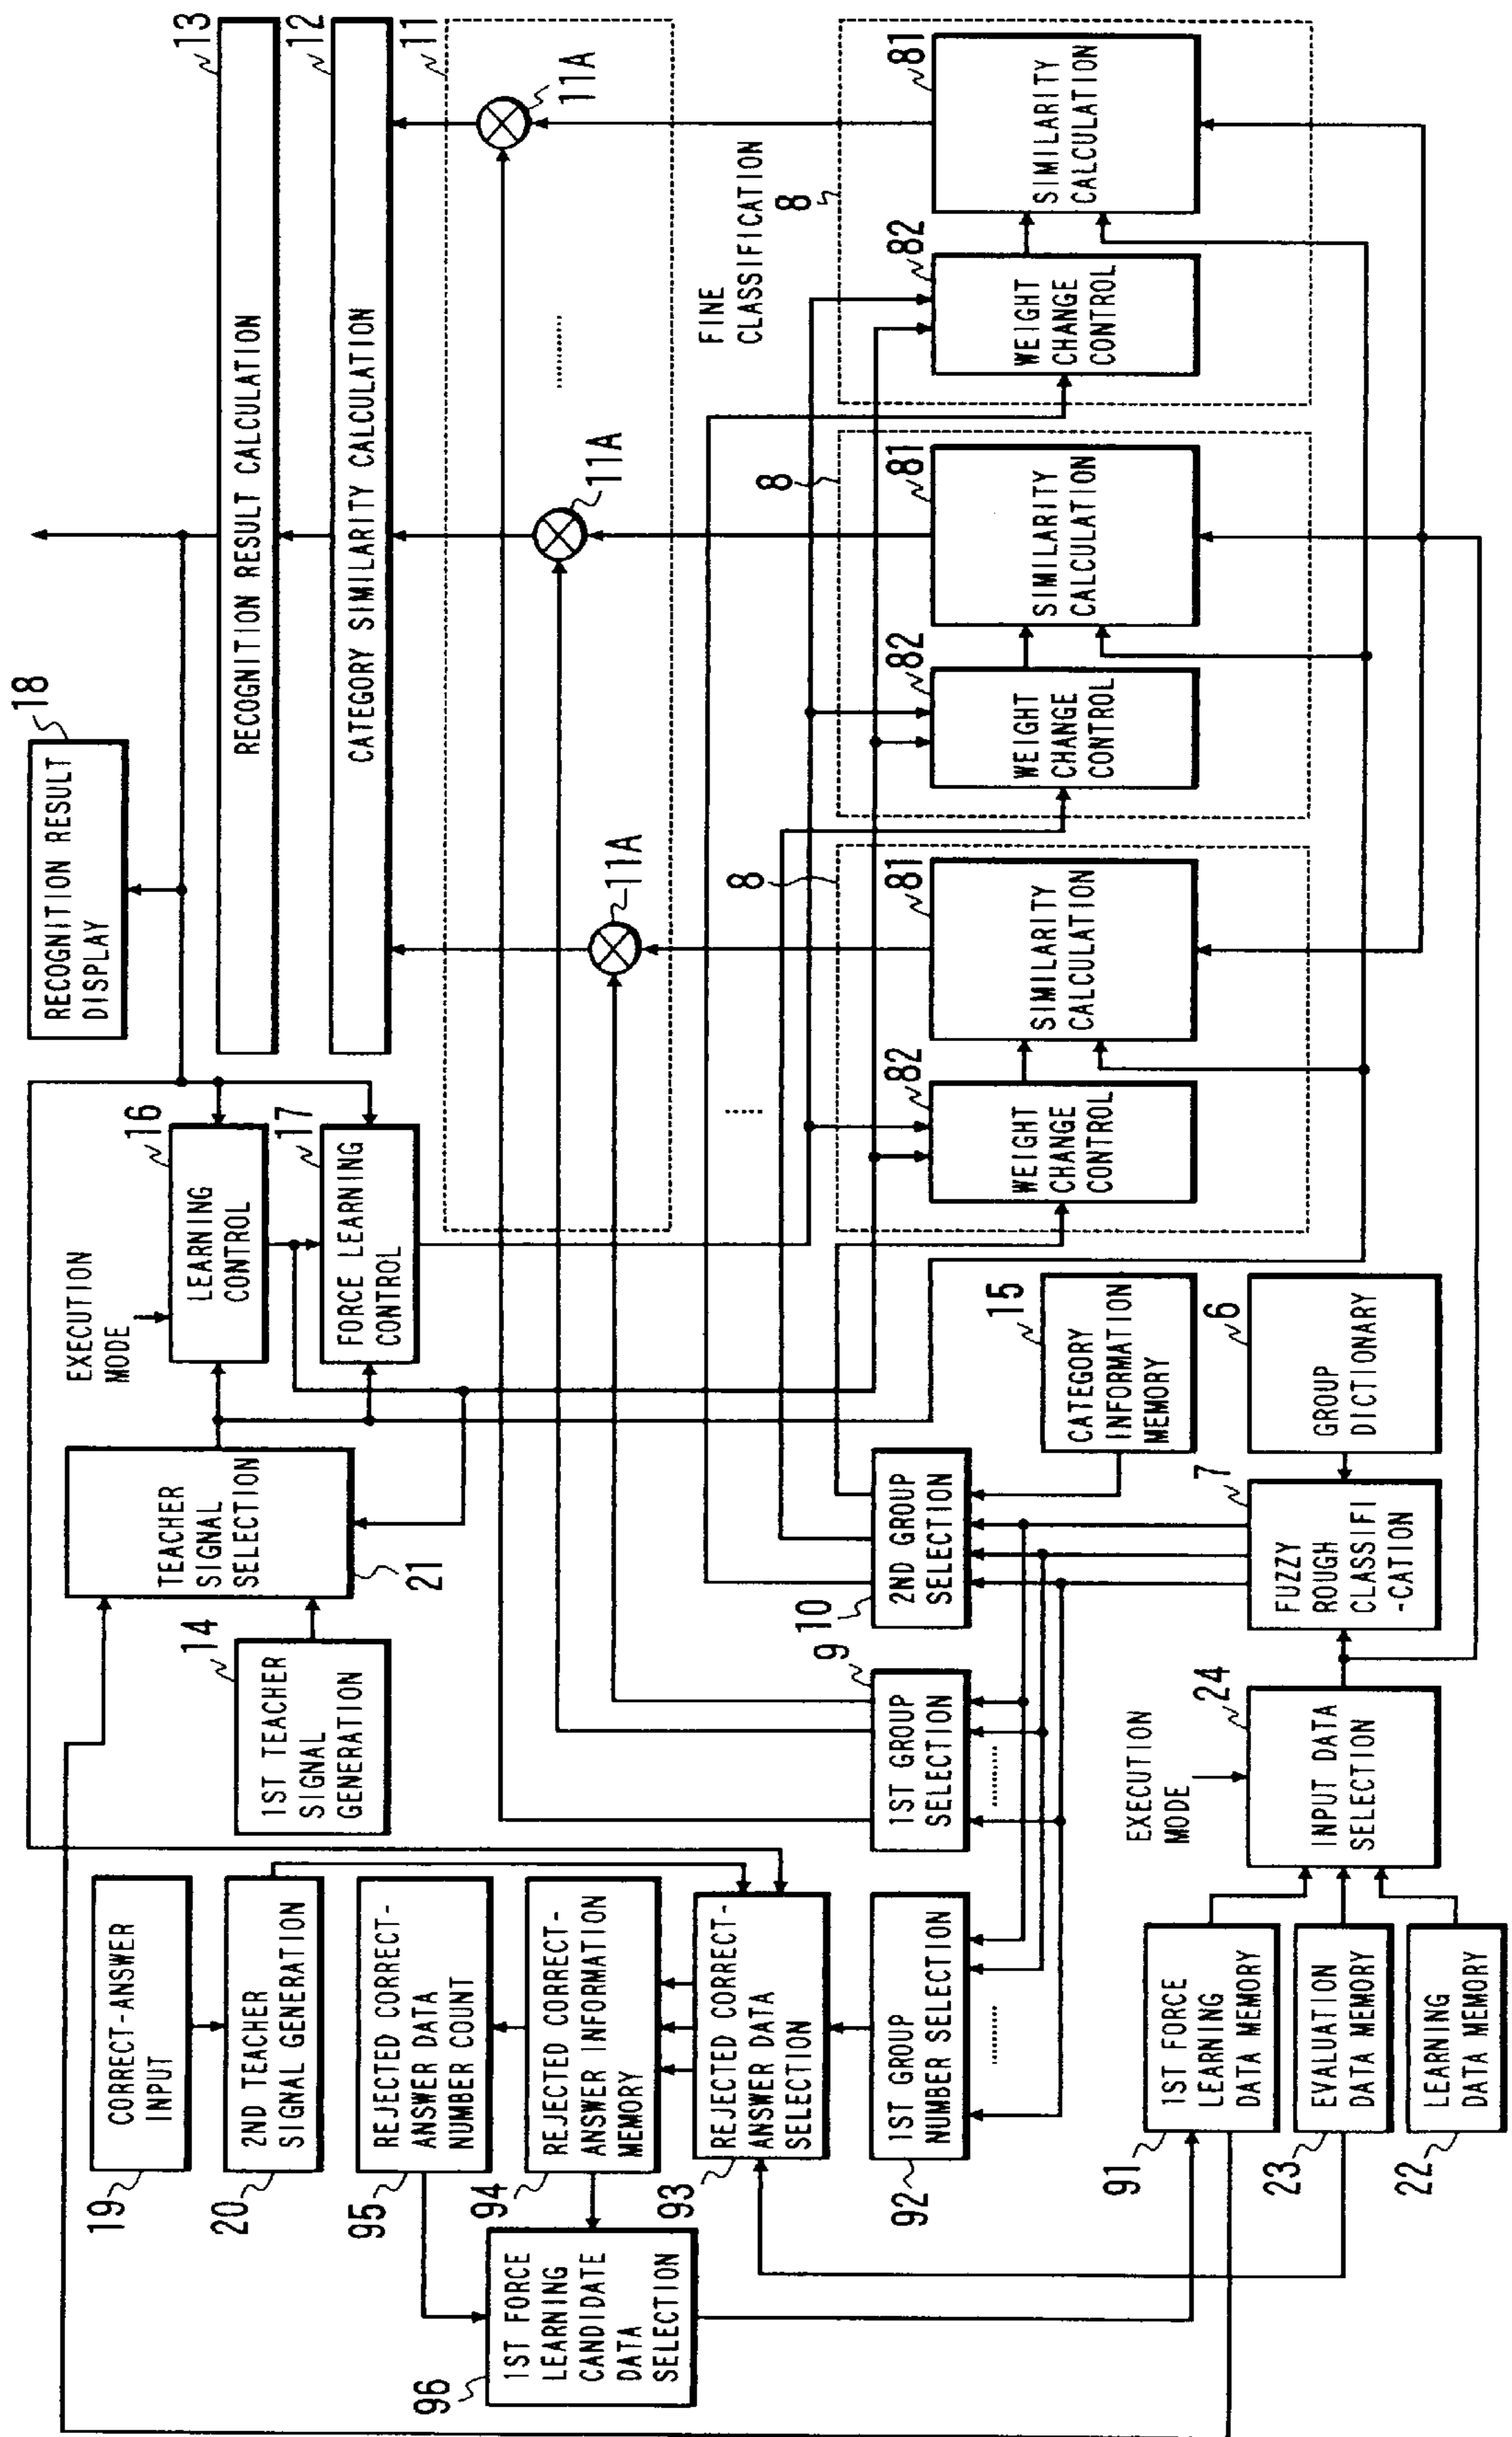 13
RECOGNITION RESULT CALCULATION
12
CATEGORY SIMILARITY CALCULATION
11
11A
11A
11A
18
RECOGNITION RESULT
DISPLAY
FINE
CLASSIFICATION
8
81
SIMILARITY
CALCULATION
82
WEIGHT
CHANGE
CONTROL
8
81
SIMILARITY
CALCULATION
82
WEIGHT
CHANGE
CONTROL
8
81
SIMILARITY
CALCULATION
82
WEIGHT
CHANGE
CONTROL
EXECUTION
MODE
16
LEARNING
CONTROL
17
FORCE LEARNING
CONTROL
TEACHER
SIGNAL
SELECTION
21
14
1ST TEACHER
SIGNAL
GENERATION
15
CATEGORY
INFORMATION
MEMORY
6
GROUP
DICTIONARY
7
FUZZY
ROUGH
CLASSIFI
-CATION
10
2ND GROUP
SELECTION
9
1ST GROUP
SELECTION
EXECUTION
MODE
24
INPUT DATA
SELECTION
CORRECT-ANSWER
INPUT
19
2ND TEACHER
SIGNAL GENERATION
20
REJECTED CORRECT-
ANSWER DATA
NUMBER COUNT
95
REJECTED CORRECT-
ANSWER INFORMATION
MEMORY
94
REJECTED CORRECT-
ANSWER DATA
SELECTION
93
1ST GROUP
NUMBER SELECTION
92
1ST FORCE
LEARNING
DATA MEMORY
91
EVALUATION
DATA MEMORY
23
LEARNING
DATA MEMORY
22
1ST FORCE
LEARNING
CANDIDATE
DATA
SELECTION
96